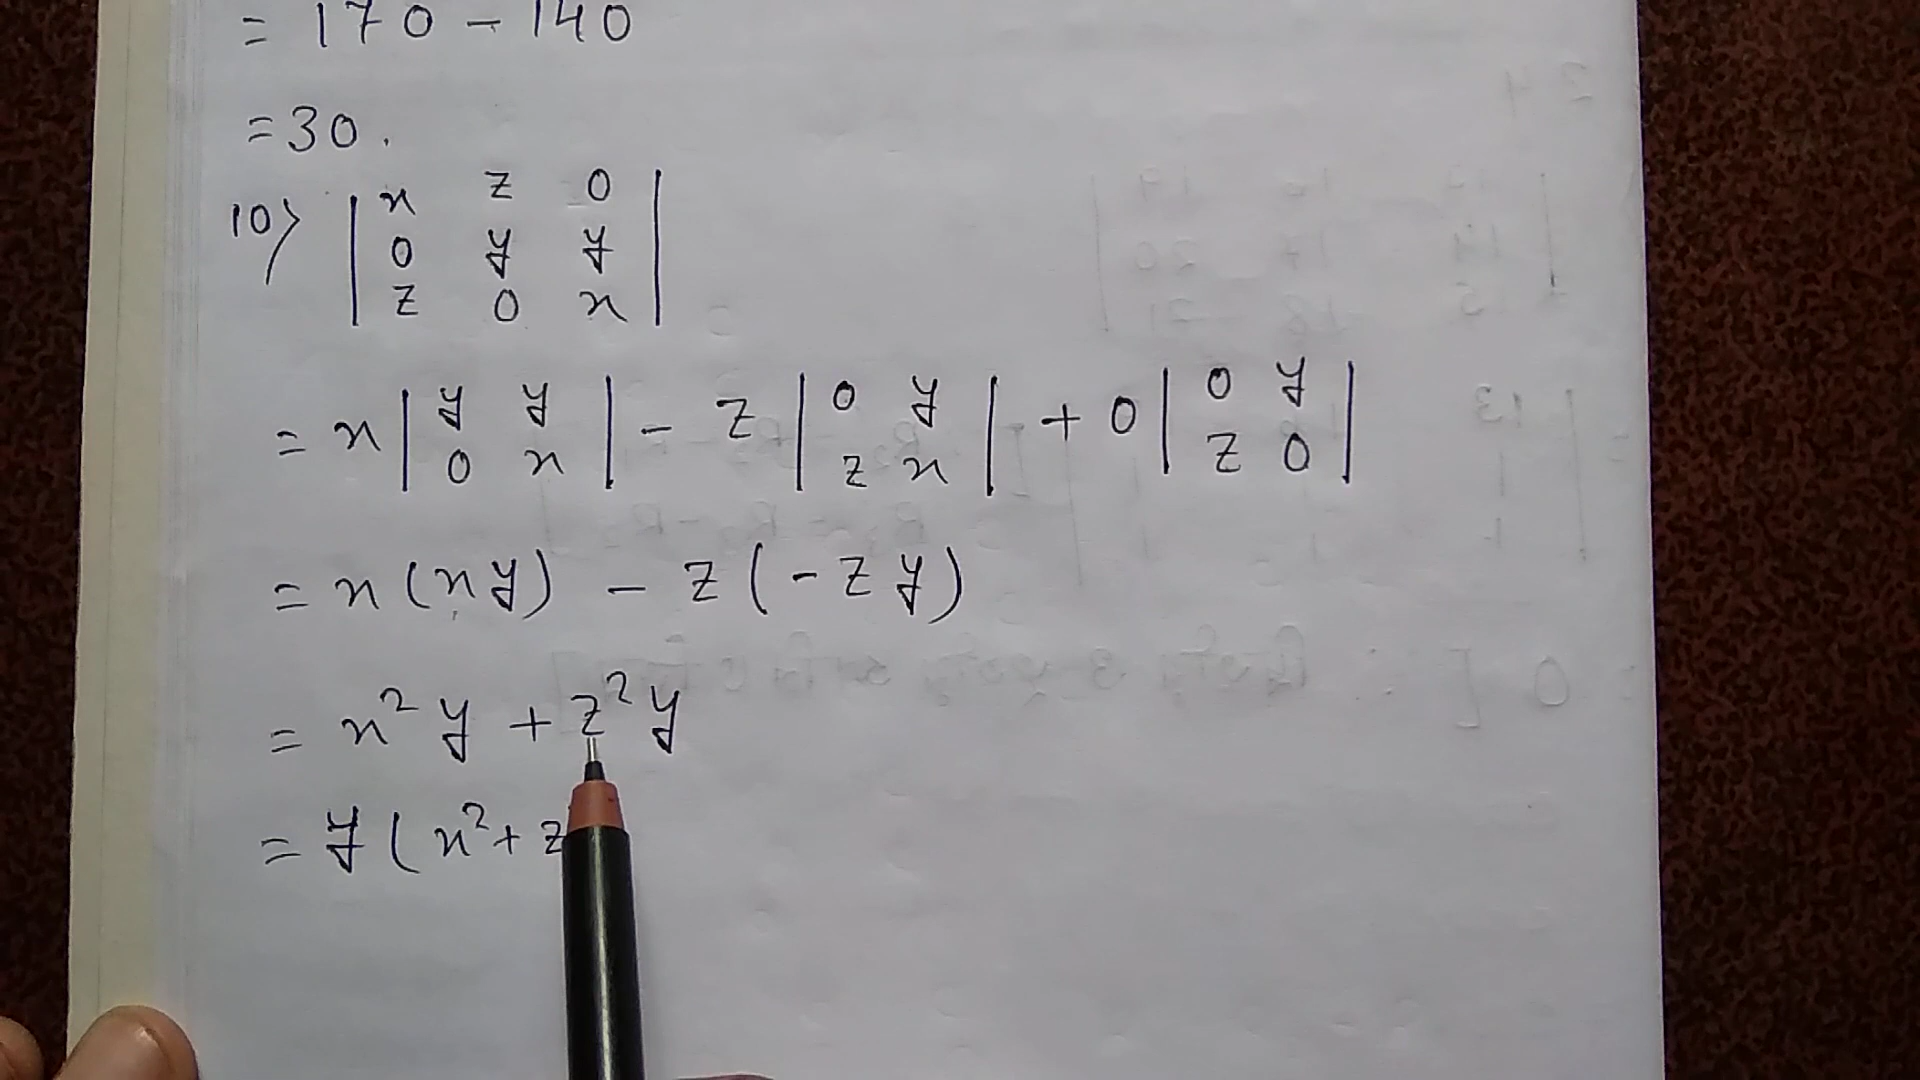 = 170 - 140
= 30.
10) | x z 0 |
| 0 y y |
| z 0 x |
= x | y y | - z | 0 y | + 0 | 0 y |
| 0 x | | z x | | z 0 |
= x (xy) - z (-zy)
= x² y + z² y
= y ( x² + z